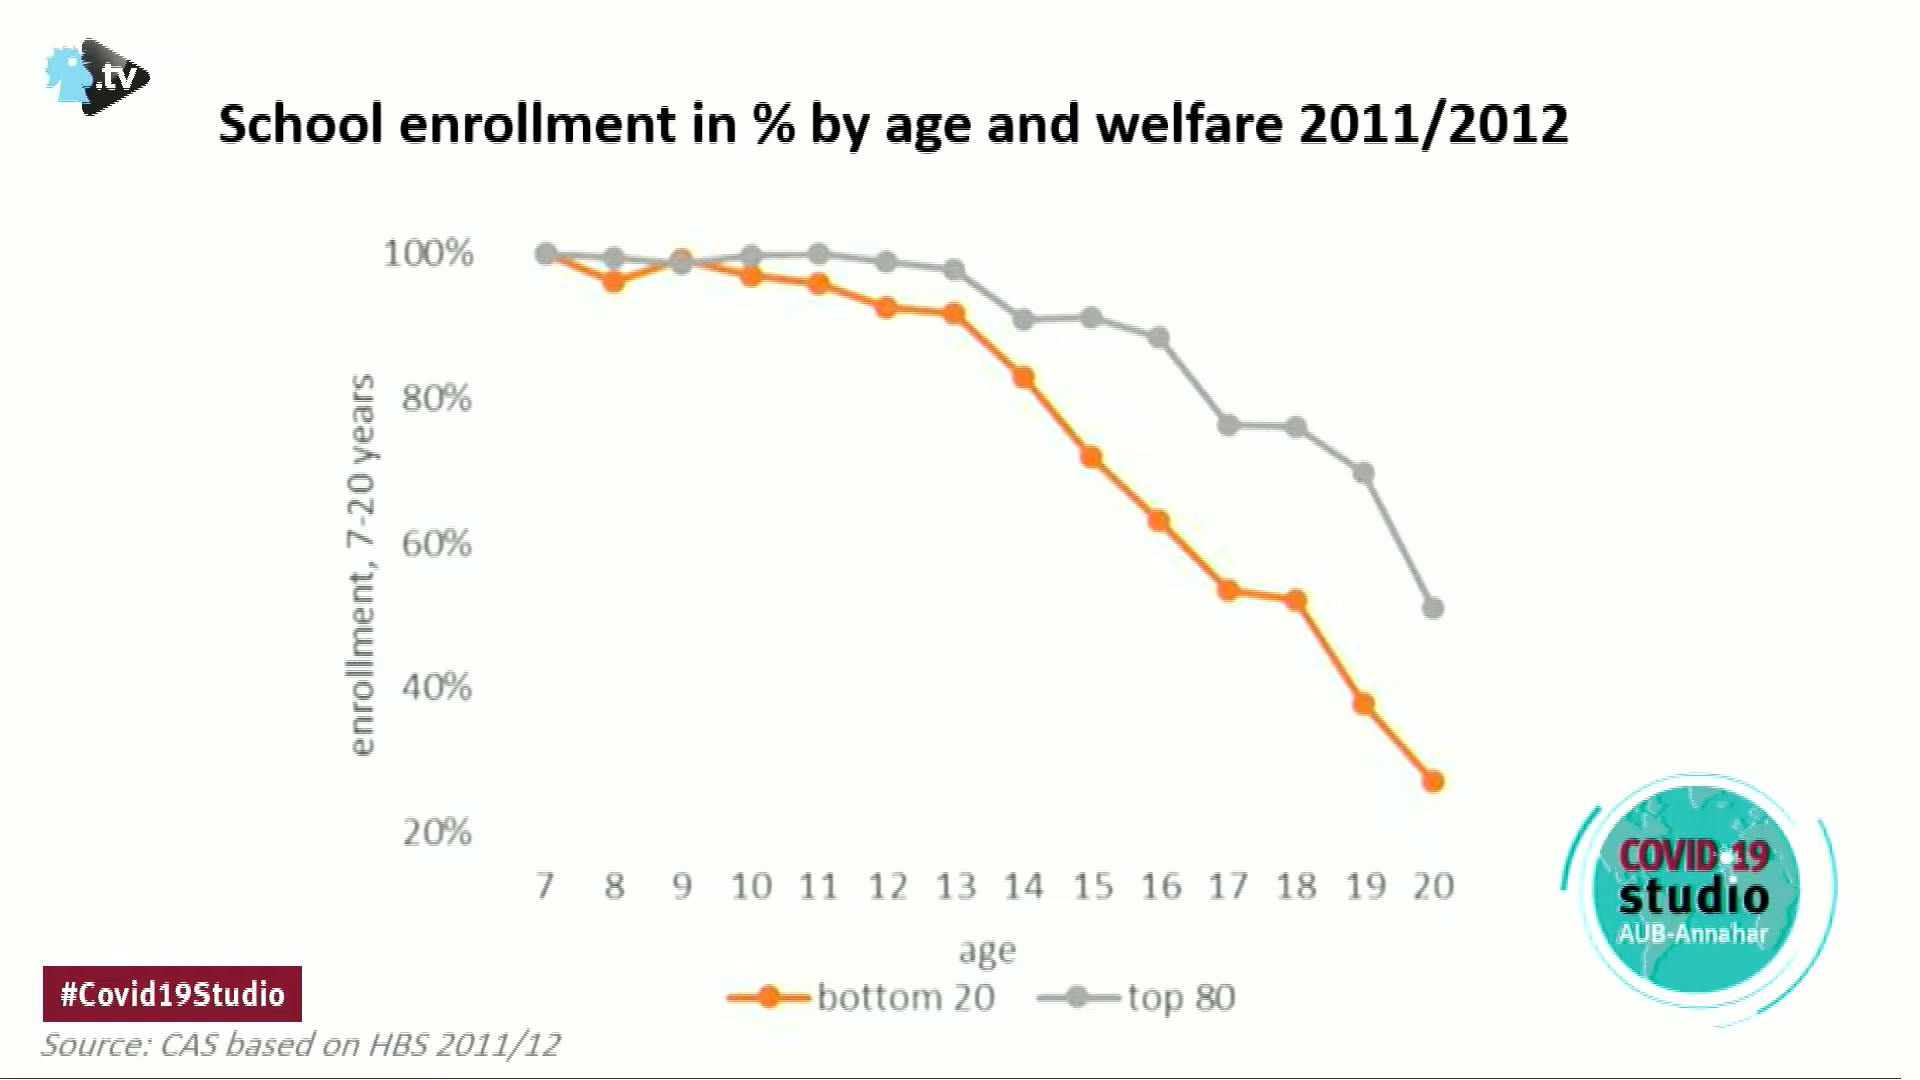 .tv
School enrollment in % by age and welfare 2011/2012
100%
80%
60%
40%
20%
enrollment, 7-20 years
7 8 9 10 11 12 13 14 15 16 17 18 19 20
age
bottom 20 top 80
COVID 19
studio
AUB-Annahar
#Covid19Studio
Source: CAS based on HBS 2011/12